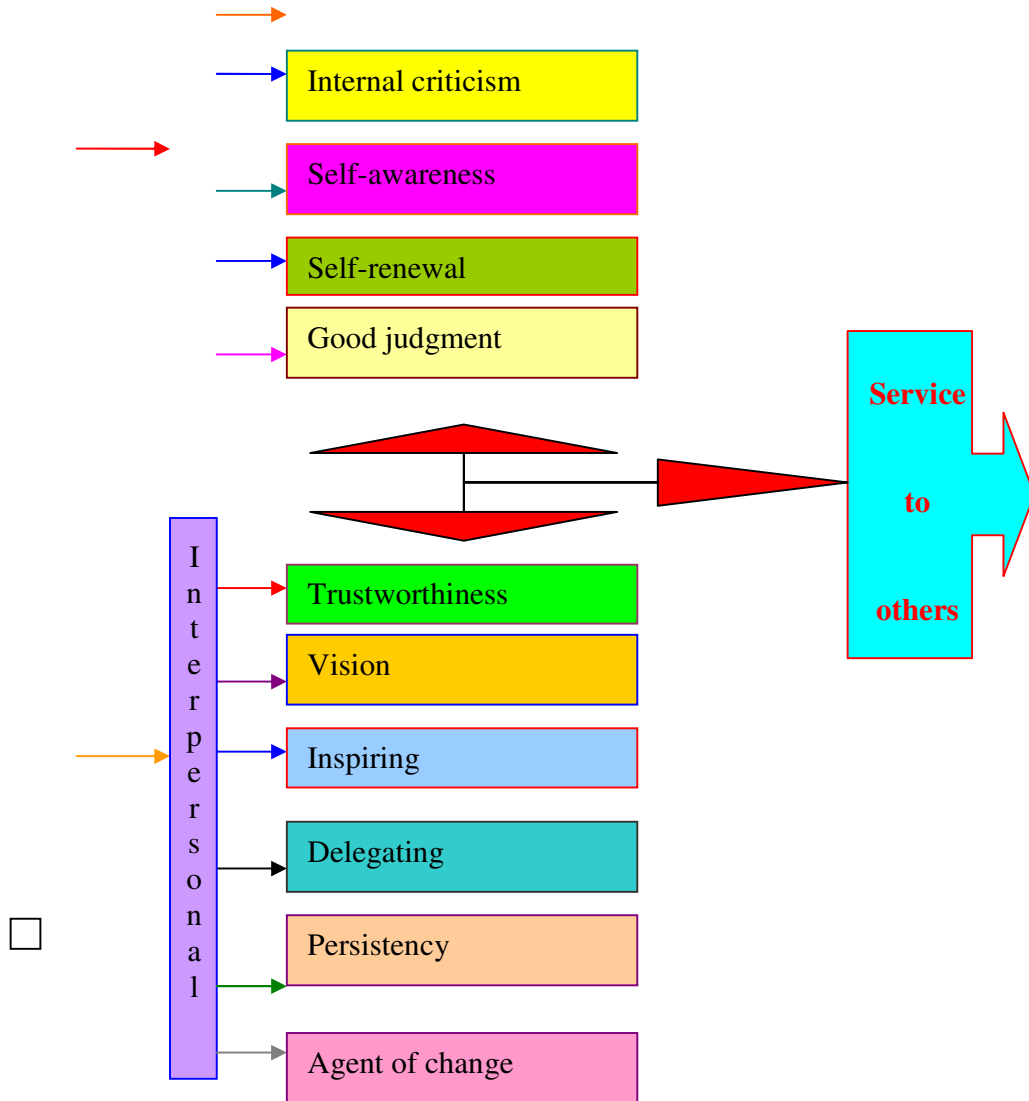 Internal criticism
Self-awareness
Self-renewal
Good judgment
Service
to
others
Interpersonal
Trustworthiness
Vision
Inspiring
Delegating
Persistency
Agent of change